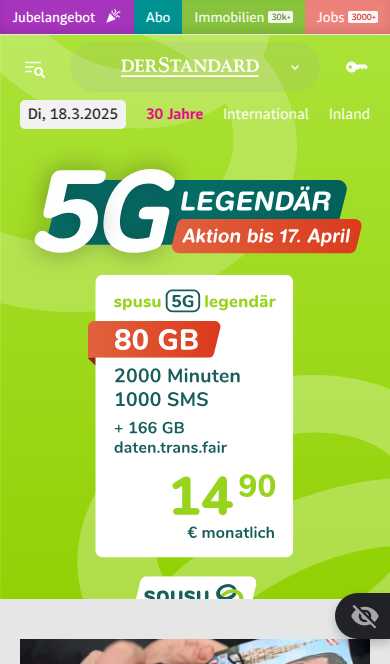 Jubelangebot Abo Immobilien 30k+ Jobs 3000+
DERSTANDARD
Di, 18.3.2025 30 Jahre International Inland
5G LEGENDÄR
Aktion bis 17. April
spusu 5G legendär
80 GB
2000 Minuten
1000 SMS
+ 166 GB
daten.trans.fair
14 90
€ monatlich
spusu